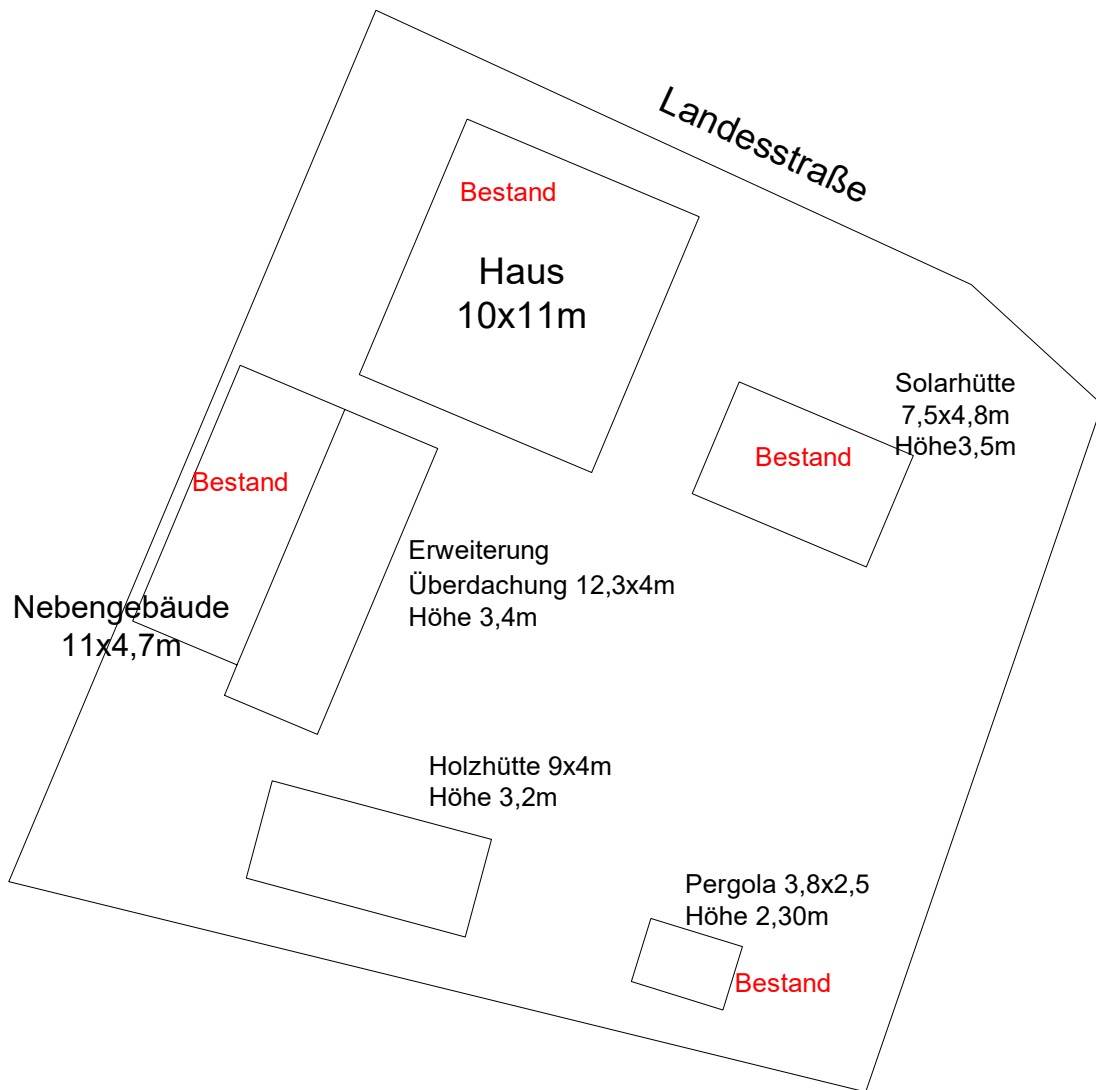 Landesstraße
Bestand
Haus
10x11m
Solarhütte
7,5x4,8m
Höhe3,5m
Bestand
Bestand
Erweiterung
Überdachung 12,3x4m
Höhe 3,4m
Nebengebäude
11x4,7m
Holzhütte 9x4m
Höhe 3,2m
Pergola 3,8x2,5
Höhe 2,30m
Bestand